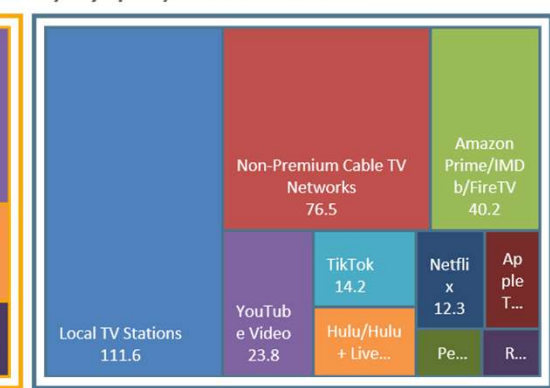 Local TV Stations
111.6
Non-Premium Cable TV
Networks
76.5
Amazon
Prime/IMD
b/FireTV
40.2
YouTub
e Video
23.8
TikTok
14.2
Hulu/Hulu
+ Live...
Netfli
x
12.3
Ap
ple
T...
Pe...
R...